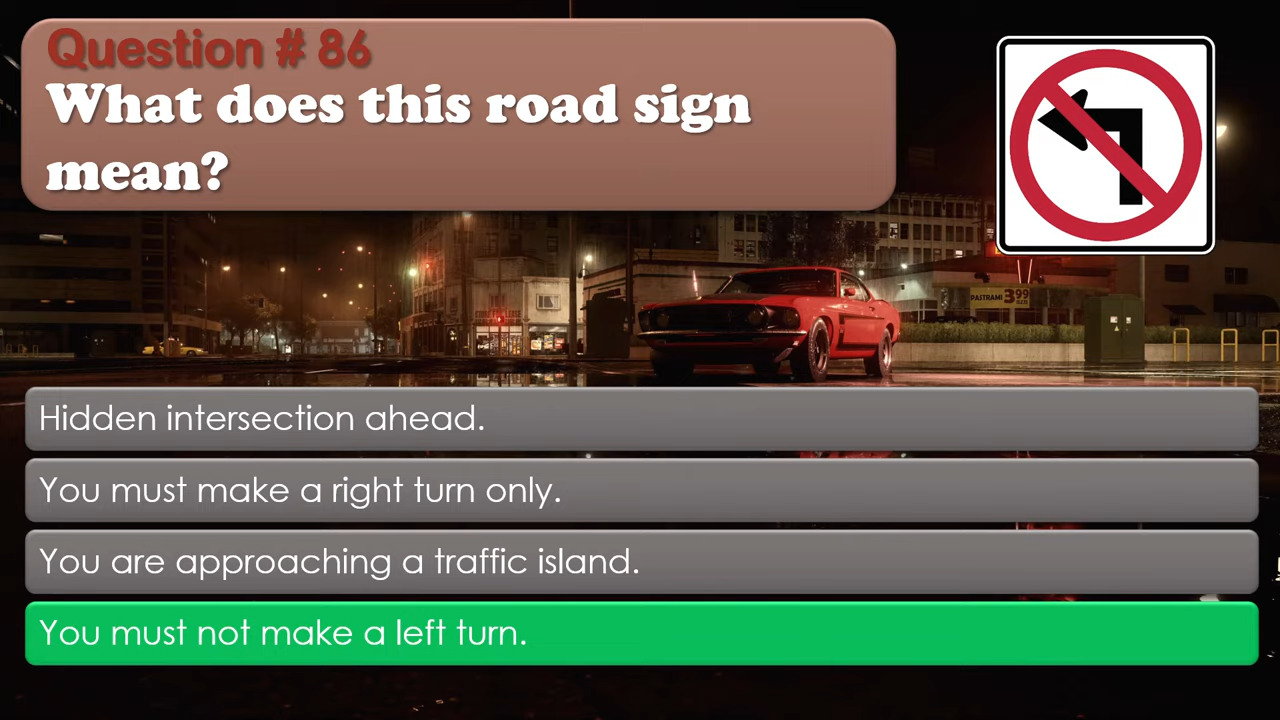 Question # 86
What does this road sign
mean?
PASTRAMI 3.99
Hidden intersection ahead.
You must make a right turn only.
You are approaching a traffic island.
You must not make a left turn.